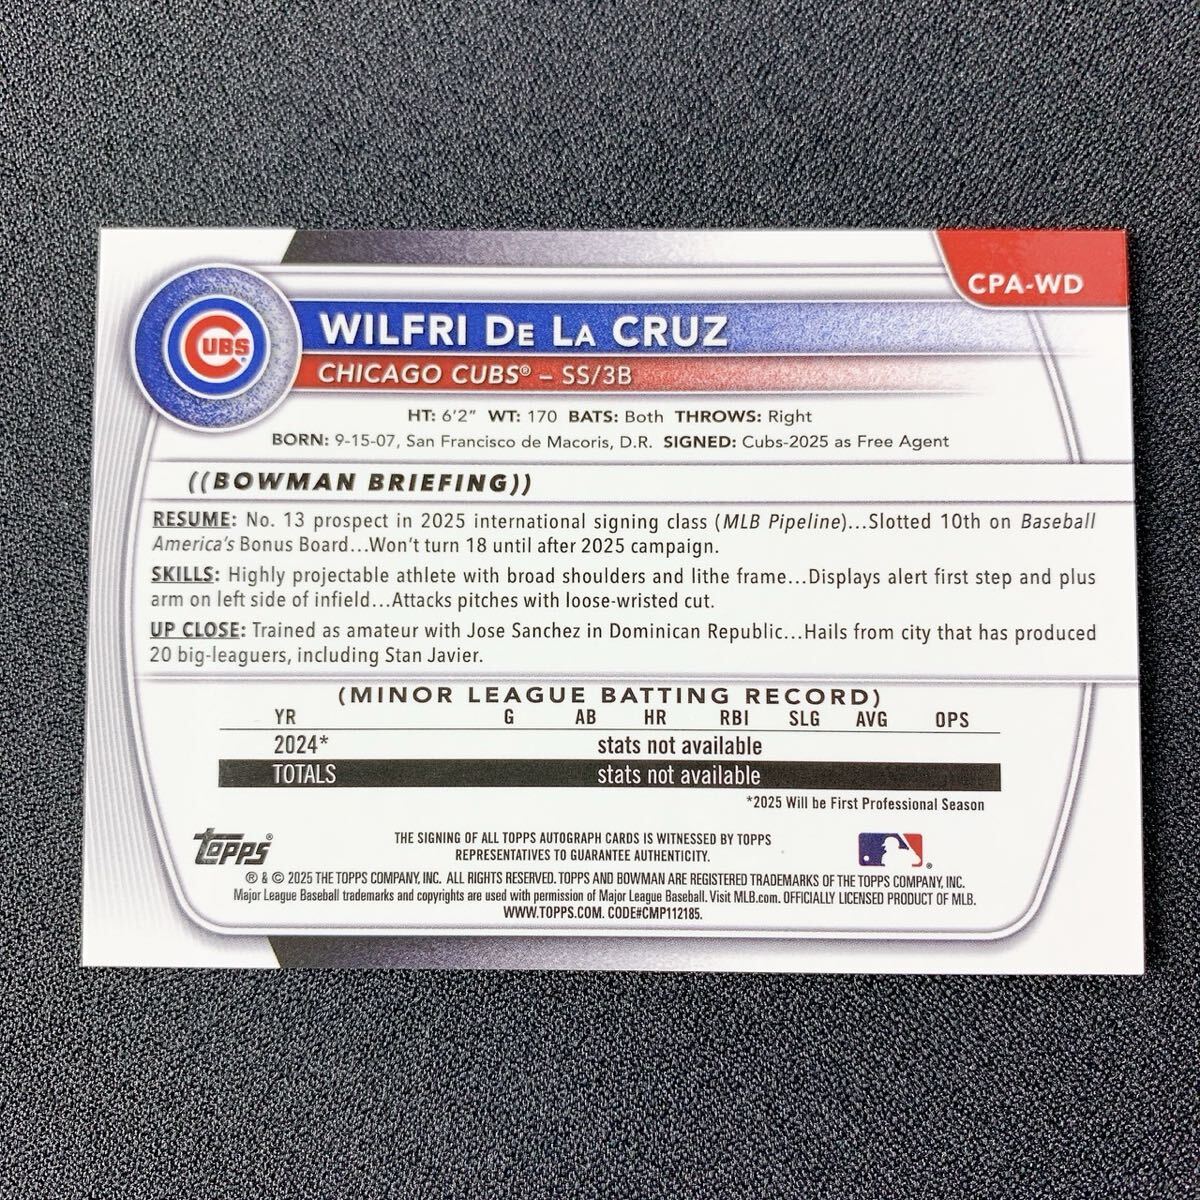 CPA-WD
CUBS
WILFRI DE LA CRUZ
CHICAGO CUBS® – SS/3B
HT: 6'2" WT: 170 BATS: Both THROWS: Right
BORN: 9-15-07, San Francisco de Macoris, D.R. SIGNED: Cubs-2025 as Free Agent
((BOWMAN BRIEFING))
RESUME: No. 13 prospect in 2025 international signing class (MLB Pipeline)...Slotted 10th on Baseball
America's Bonus Board...Won't turn 18 until after 2025 campaign.
SKILLS: Highly projectable athlete with broad shoulders and lithe frame...Displays alert first step and plus
arm on left side of infield...Attacks pitches with loose-wristed cut.
UP CLOSE: Trained as amateur with Jose Sanchez in Dominican Republic...Hails from city that has produced
20 big-leaguers, including Stan Javier.
(MINOR LEAGUE BATTING RECORD)
YR G AB HR RBI SLG AVG OPS
2024* stats not available
TOTALS stats not available
*2025 Will be First Professional Season
topps®
THE SIGNING OF ALL TOPPS AUTOGRAPH CARDS IS WITNESSED BY TOPPS
REPRESENTATIVES TO GUARANTEE AUTHENTICITY.
® & © 2025 THE TOPPS COMPANY, INC. ALL RIGHTS RESERVED. TOPPS AND BOWMAN ARE REGISTERED TRADEMARKS OF THE TOPPS COMPANY, INC.
Major League Baseball trademarks and copyrights are used with permission of Major League Baseball. Visit MLB.com. OFFICIALLY LICENSED PRODUCT OF MLB.
WWW.TOPPS.COM. CODE#CMP112185.